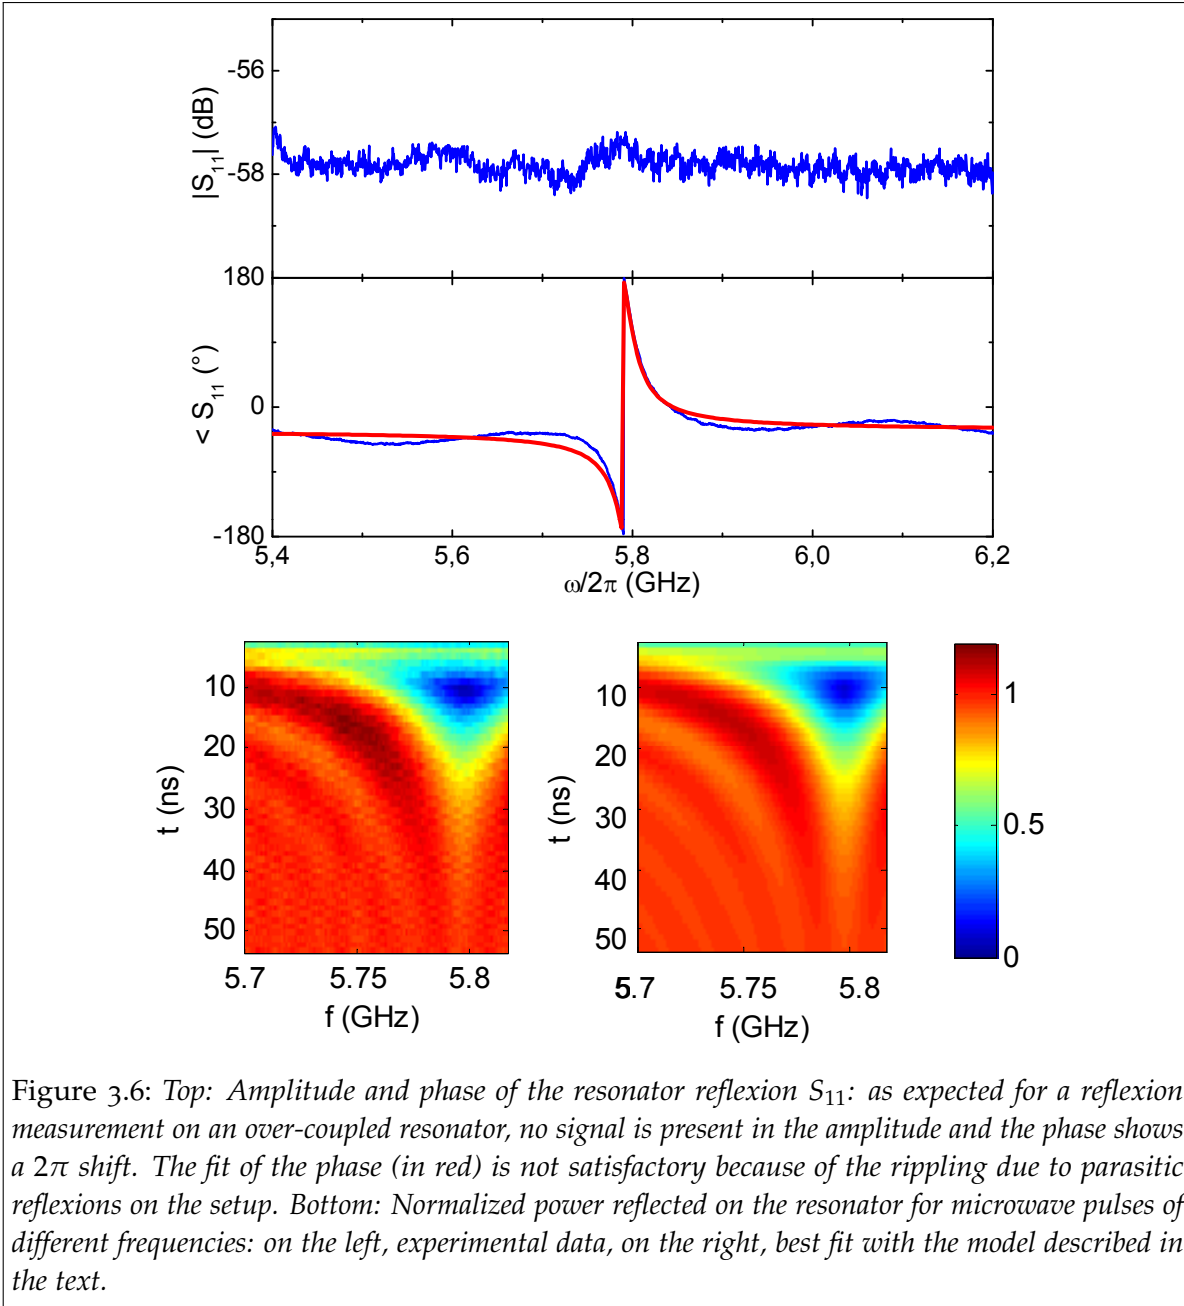 -56
-58
|S11| (dB)
180
0
-180
< S11 (°)
5,4 5,6 5,8 6,0 6,2
ω/2π (GHz)
10
20
30
40
50
t (ns)
5.7 5.75 5.8
f (GHz)
10
20
30
40
50
t (ns)
5.7 5.75 5.8
f (GHz)
1
0.5
0
Figure 3.6: Top: Amplitude and phase of the resonator reflexion S11: as expected for a reflexion
measurement on an over-coupled resonator, no signal is present in the amplitude and the phase shows
a 2π shift. The fit of the phase (in red) is not satisfactory because of the rippling due to parasitic
reflexions on the setup. Bottom: Normalized power reflected on the resonator for microwave pulses of
different frequencies: on the left, experimental data, on the right, best fit with the model described in
the text.